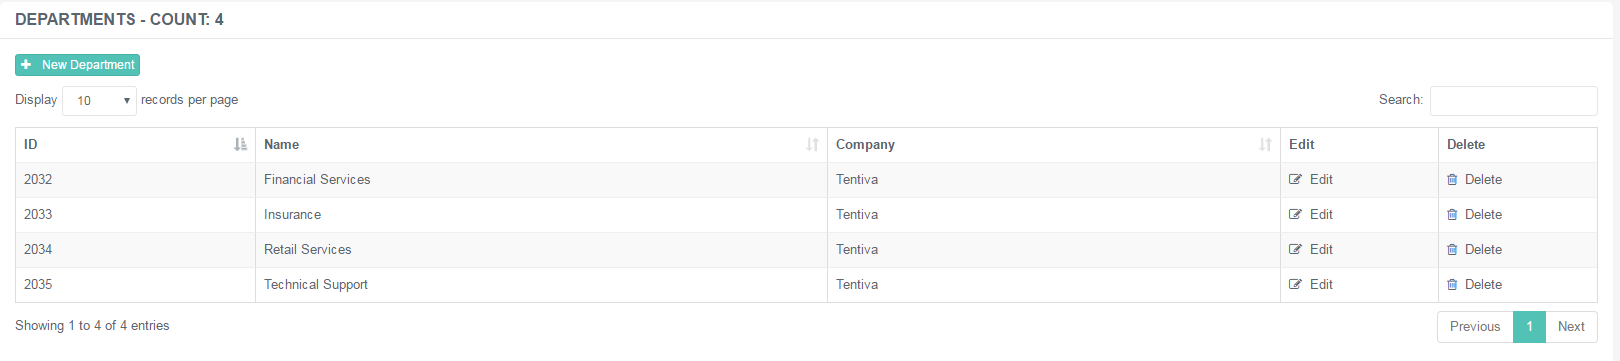 DEPARTMENTS - COUNT: 4
New Department
Display 10 records per page Search:
ID Name Company Edit Delete
2032 Financial Services Tentiva Edit Delete
2033 Insurance Tentiva Edit Delete
2034 Retail Services Tentiva Edit Delete
2035 Technical Support Tentiva Edit Delete
Showing 1 to 4 of 4 entries Previous 1 Next